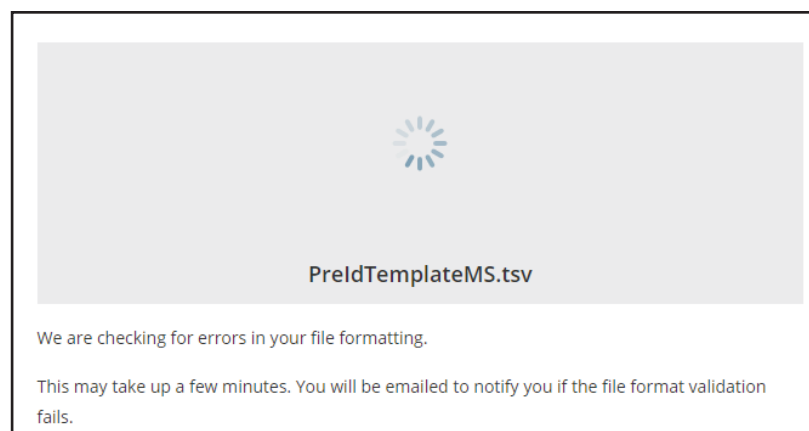 PreIdTemplateMS.tsv
We are checking for errors in your file formatting.
This may take up a few minutes. You will be emailed to notify you if the file format validation
fails.